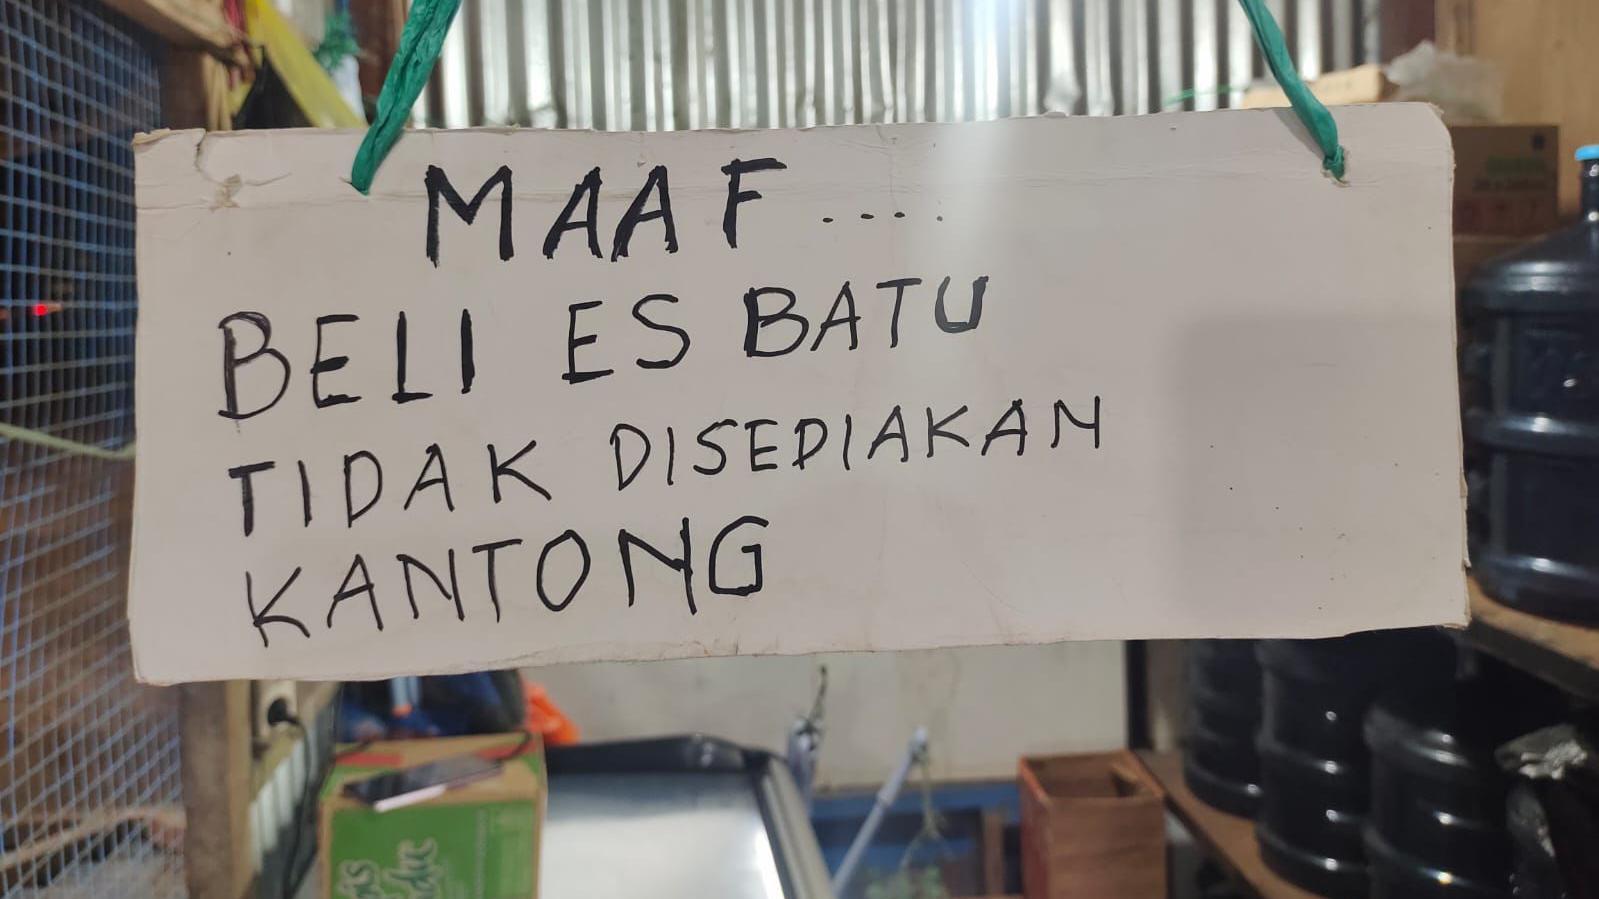 MAAF ....
BELI ES BATU
TIDAK DISEDIAKAN
KANTONG